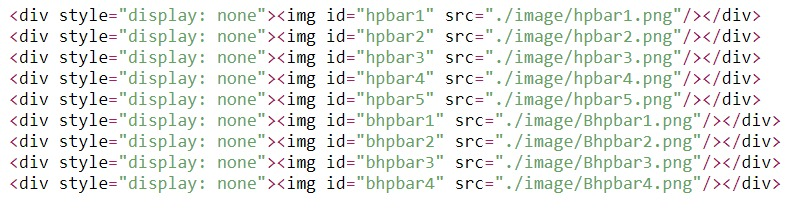 <div style="display: none"><img id="hpbar1" src="./image/hpbar1.png"/></div>
<div style="display: none"><img id="hpbar2" src="./image/hpbar2.png"/></div>
<div style="display: none"><img id="hpbar3" src="./image/hpbar3.png"/></div>
<div style="display: none"><img id="hpbar4" src="./image/hpbar4.png"/></div>
<div style="display: none"><img id="hpbar5" src="./image/hpbar5.png"/></div>
<div style="display: none"><img id="bhpbar1" src="./image/Bhpbar1.png"/></div>
<div style="display: none"><img id="bhpbar2" src="./image/Bhpbar2.png"/></div>
<div style="display: none"><img id="bhpbar3" src="./image/Bhpbar3.png"/></div>
<div style="display: none"><img id="bhpbar4" src="./image/Bhpbar4.png"/></div>